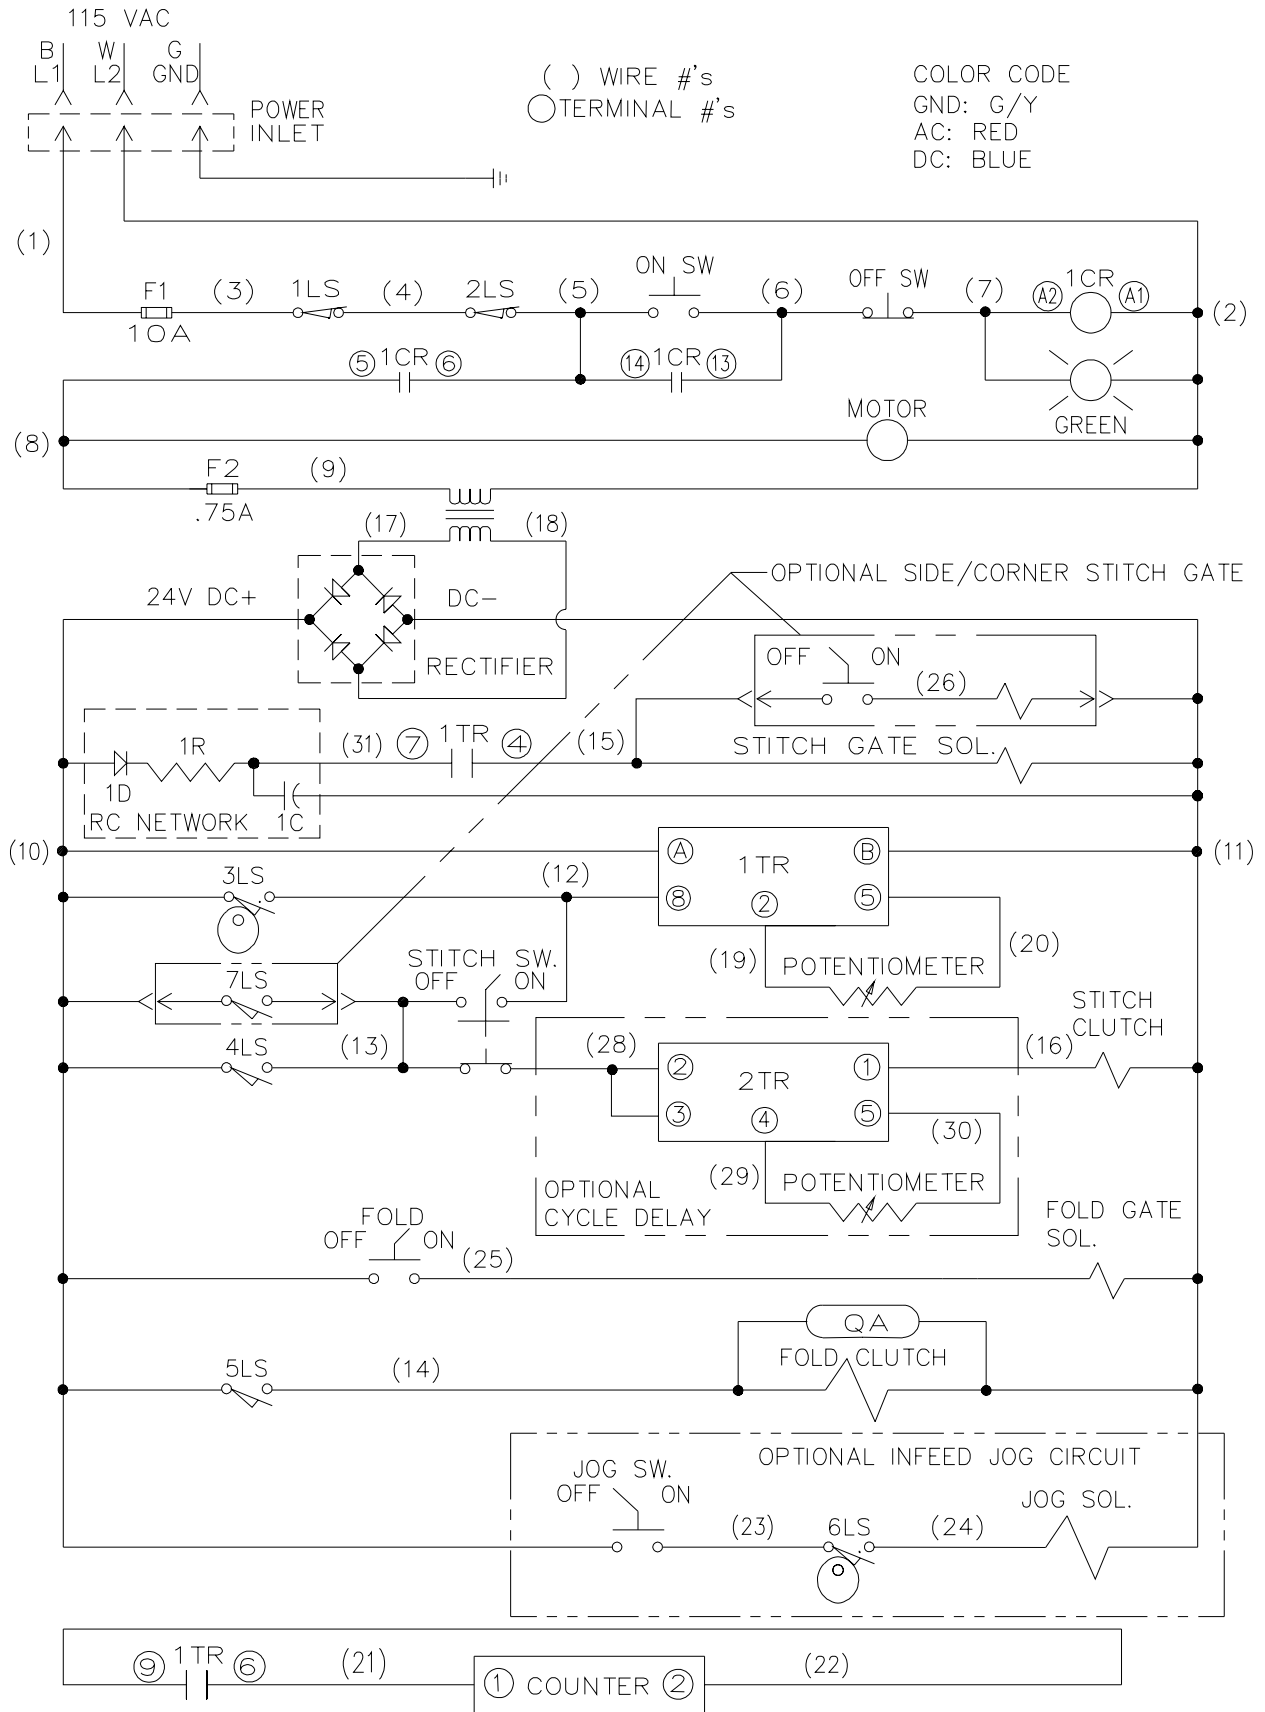 115 VAC
B W G
L1 L2 GND
POWER
INLET
( ) WIRE #'s
TERMINAL #'s
COLOR CODE
GND: G/Y
AC: RED
DC: BLUE
(1)
F1 (3) 1LS (4) 2LS (5) ON SW (6) OFF SW (7) A2 1CR A1 (2)
10A
5 1CR 6 14 1CR 13
GREEN
MOTOR
(8)
F2 (9)
.75A
(17) (18)
24V DC+ DC-
RECTIFIER
OPTIONAL SIDE/CORNER STITCH GATE
OFF ON (26)
1R (31) 7 1TR 4 (15) STITCH GATE SOL.
1D
RC NETWORK 1C
(10) A 1TR B (11)
3LS (12) 8 2 5
(19) (20)
POTENTIOMETER
STITCH SW.
OFF ON
7LS
STITCH
CLUTCH
4LS (13) (28) 2 2TR 1 (16)
3 4 5
(29) (30)
POTENTIOMETER
OPTIONAL
CYCLE DELAY
FOLD
OFF ON (25)
FOLD GATE
SOL.
QA
5LS (14) FOLD CLUTCH
OPTIONAL INFEED JOG CIRCUIT
JOG SW.
OFF ON
(23) 6LS (24) JOG SOL.
9 1TR 6 (21) 1 COUNTER 2 (22)